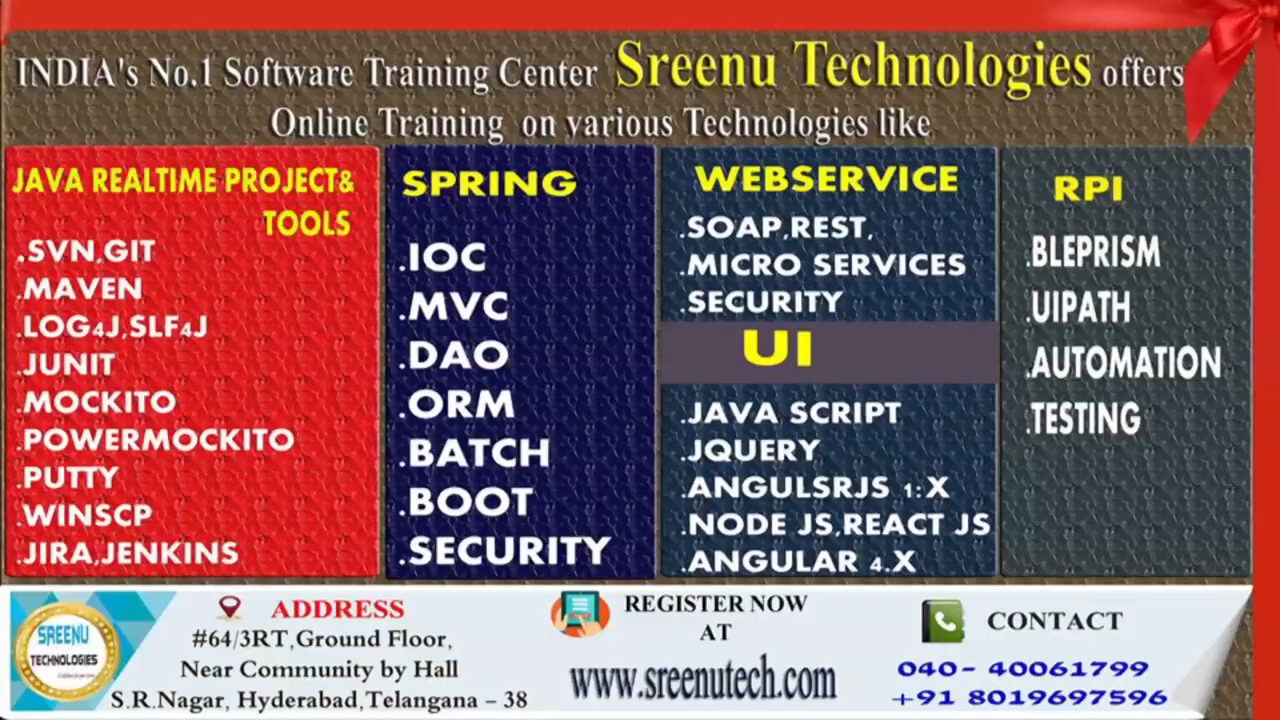 INDIA's No.1 Software Training Center Sreenu Technologies offers
Online Training on various Technologies like
JAVA REALTIME PROJECT&
TOOLS
.SVN,GIT
.MAVEN
.LOG4J,SLF4J
.JUNIT
.MOCKITO
.POWERMOCKITO
.PUTTY
.WINSCP
.JIRA,JENKINS
SPRING
.IOC
.MVC
.DAO
.ORM
.BATCH
.BOOT
.SECURITY
WEBSERVICE
.SOAP,REST,
.MICRO SERVICES
.SECURITY
UI
.JAVA SCRIPT
.JQUERY
.ANGULSRJS 1:X
.NODE JS,REACT JS
.ANGULAR 4.X
RPI
.BLEPRISM
.UIPATH
.AUTOMATION
.TESTING
SREENU
TECHNOLOGIES
ADDRESS
#64/3RT,Ground Floor,
Near Community by Hall
S.R.Nagar, Hyderabad,Telangana – 38
REGISTER NOW
AT
www.sreenutech.com
CONTACT
040- 40061799
+91 8019697596